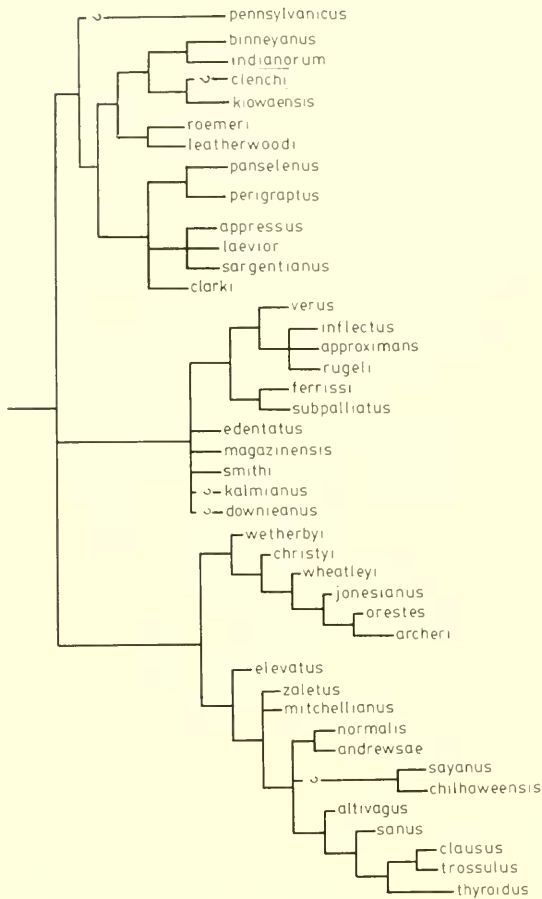 ? pennsylvanicus
binneyanus
indianorum
? clenchi
kiowaensis
roemeri
leatherwoodi
panselenus
perigraptus
appressus
laevior
sargentianus
clarki
verus
inflectus
approximans
rugeli
ferrissi
subpalliatus
edentatus
magazinensis
smithi
? kalmianus
? downieanus
wetherbyi
christyi
wheatleyi
jonesianus
orestes
archeri
elevatus
zaletus
mitchellianus
normalis
andrewsae
sayanus
?
chilhoweensis
altivagus
sanus
clausus
trossulus
thyroidus